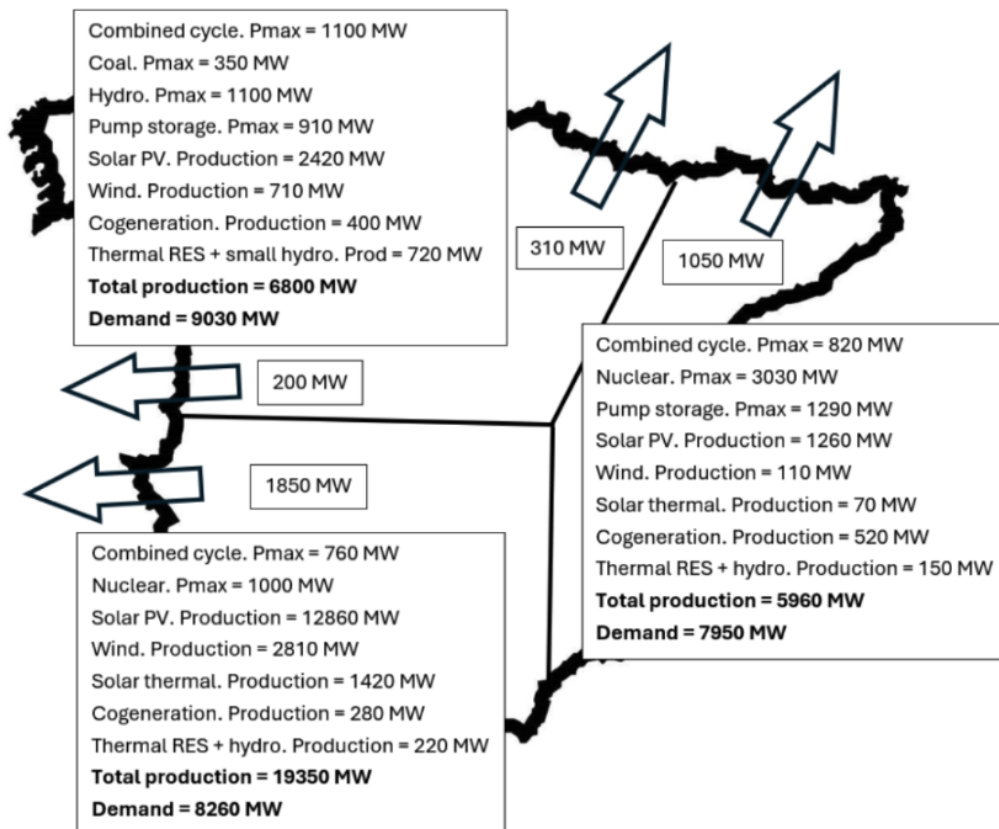 Combined cycle. Pmax = 1100 MW
Coal. Pmax = 350 MW
Hydro. Pmax = 1100 MW
Pump storage. Pmax = 910 MW
Solar PV. Production = 2420 MW
Wind. Production = 710 MW
Cogeneration. Production = 400 MW
Thermal RES + small hydro. Prod = 720 MW
Total production = 6800 MW
Demand = 9030 MW
310 MW
1050 MW
200 MW
1850 MW
Combined cycle. Pmax = 820 MW
Nuclear. Pmax = 3030 MW
Pump storage. Pmax = 1290 MW
Solar PV. Production = 1260 MW
Wind. Production = 110 MW
Solar thermal. Production = 70 MW
Cogeneration. Production = 520 MW
Thermal RES + hydro. Production = 150 MW
Total production = 5960 MW
Demand = 7950 MW
Combined cycle. Pmax = 760 MW
Nuclear. Pmax = 1000 MW
Solar PV. Production = 12860 MW
Wind. Production = 2810 MW
Solar thermal. Production = 1420 MW
Cogeneration. Production = 280 MW
Thermal RES + hydro. Production = 220 MW
Total production = 19350 MW
Demand = 8260 MW